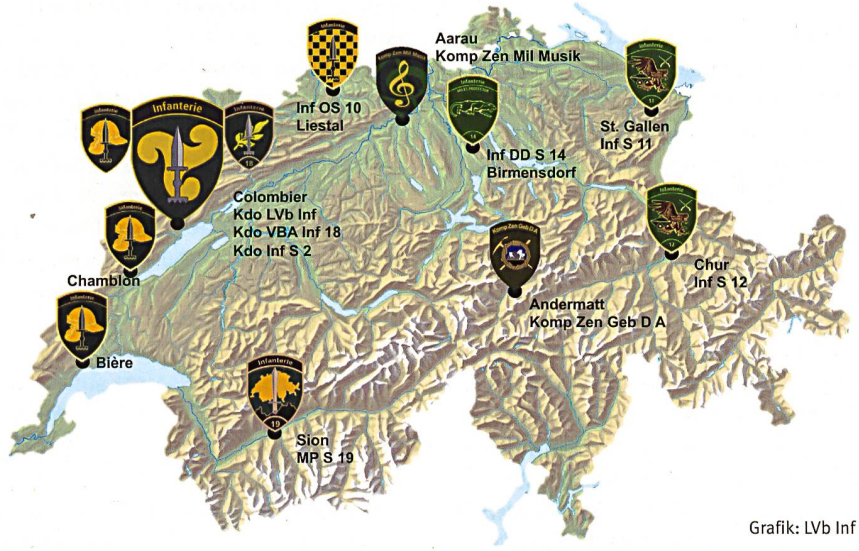 Aarau
Komp Zen Mil Musik
Komp Zen Mil Musik
Infanterie
Inf OS 10
Liestal
Infanterie
14
Inf DD S 14
Birmensdorf
Infanterie
11
St. Gallen
Inf S 11
Infanterie
Infanterie
Infanterie
18
Colombier
Kdo LVb Inf
Kdo VBA Inf 18
Kdo Inf S 2
Infanterie
Chamblon
Infanterie
Bière
Infanterie
12
Chur
Inf S 12
Komp Zen Geb D A
Andermatt
Komp Zen Geb D A
Infanterie
19
Sion
MP S 19
Grafik: LVb Inf